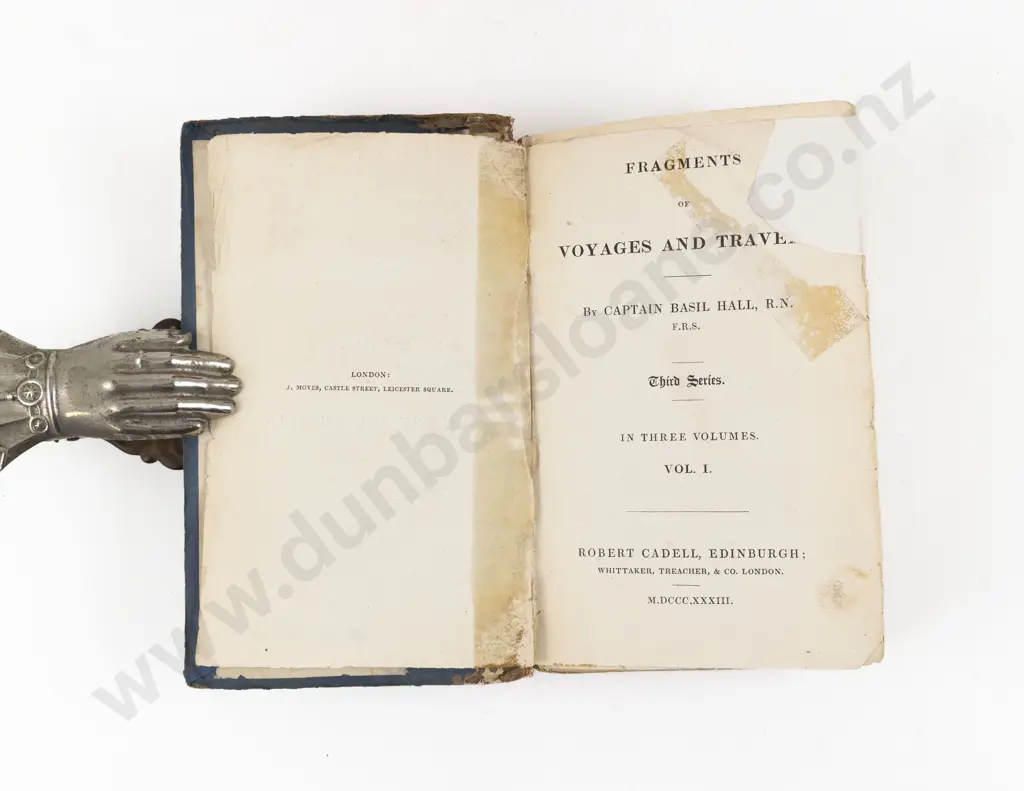 LONDON:
J. MOYES, CASTLE STREET, LEICESTER SQUARE.
FRAGMENTS
OF
VOYAGES AND TRAVEL
By CAPTAIN BASIL HALL, R.N.
F.R.S.
Third Series.
IN THREE VOLUMES.
VOL. I.
ROBERT CADELL, EDINBURGH;
WHITTAKER, TREACHER, & CO. LONDON.
M.DCCC.XXXIII.
www.dunbarsloane.co.nz